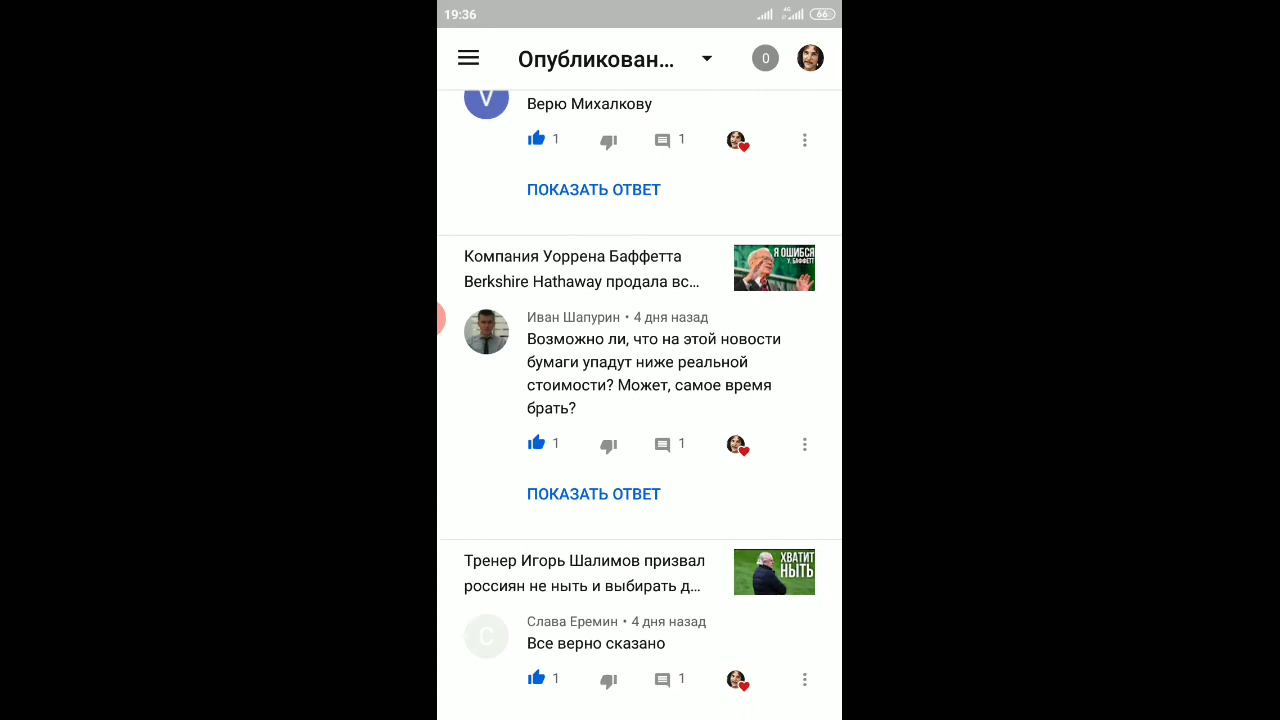 19:36
4G
66
Опубликован...
0
V
Верю Михалкову
1
1
ПОКАЗАТЬ ОТВЕТ
Компания Уоррена Баффетта
Berkshire Hathaway продала вс...
Я ОШИБСЯ
У. БАФФЕТТ
Иван Шапурин • 4 дня назад
Возможно ли, что на этой новости
бумаги упадут ниже реальной
стоимости? Может, самое время
брать?
1
1
ПОКАЗАТЬ ОТВЕТ
Тренер Игорь Шалимов призвал
россиян не ныть и выбирать д...
ХВАТИТ
НЫТЬ
С
Слава Еремин • 4 дня назад
Все верно сказано
1
1